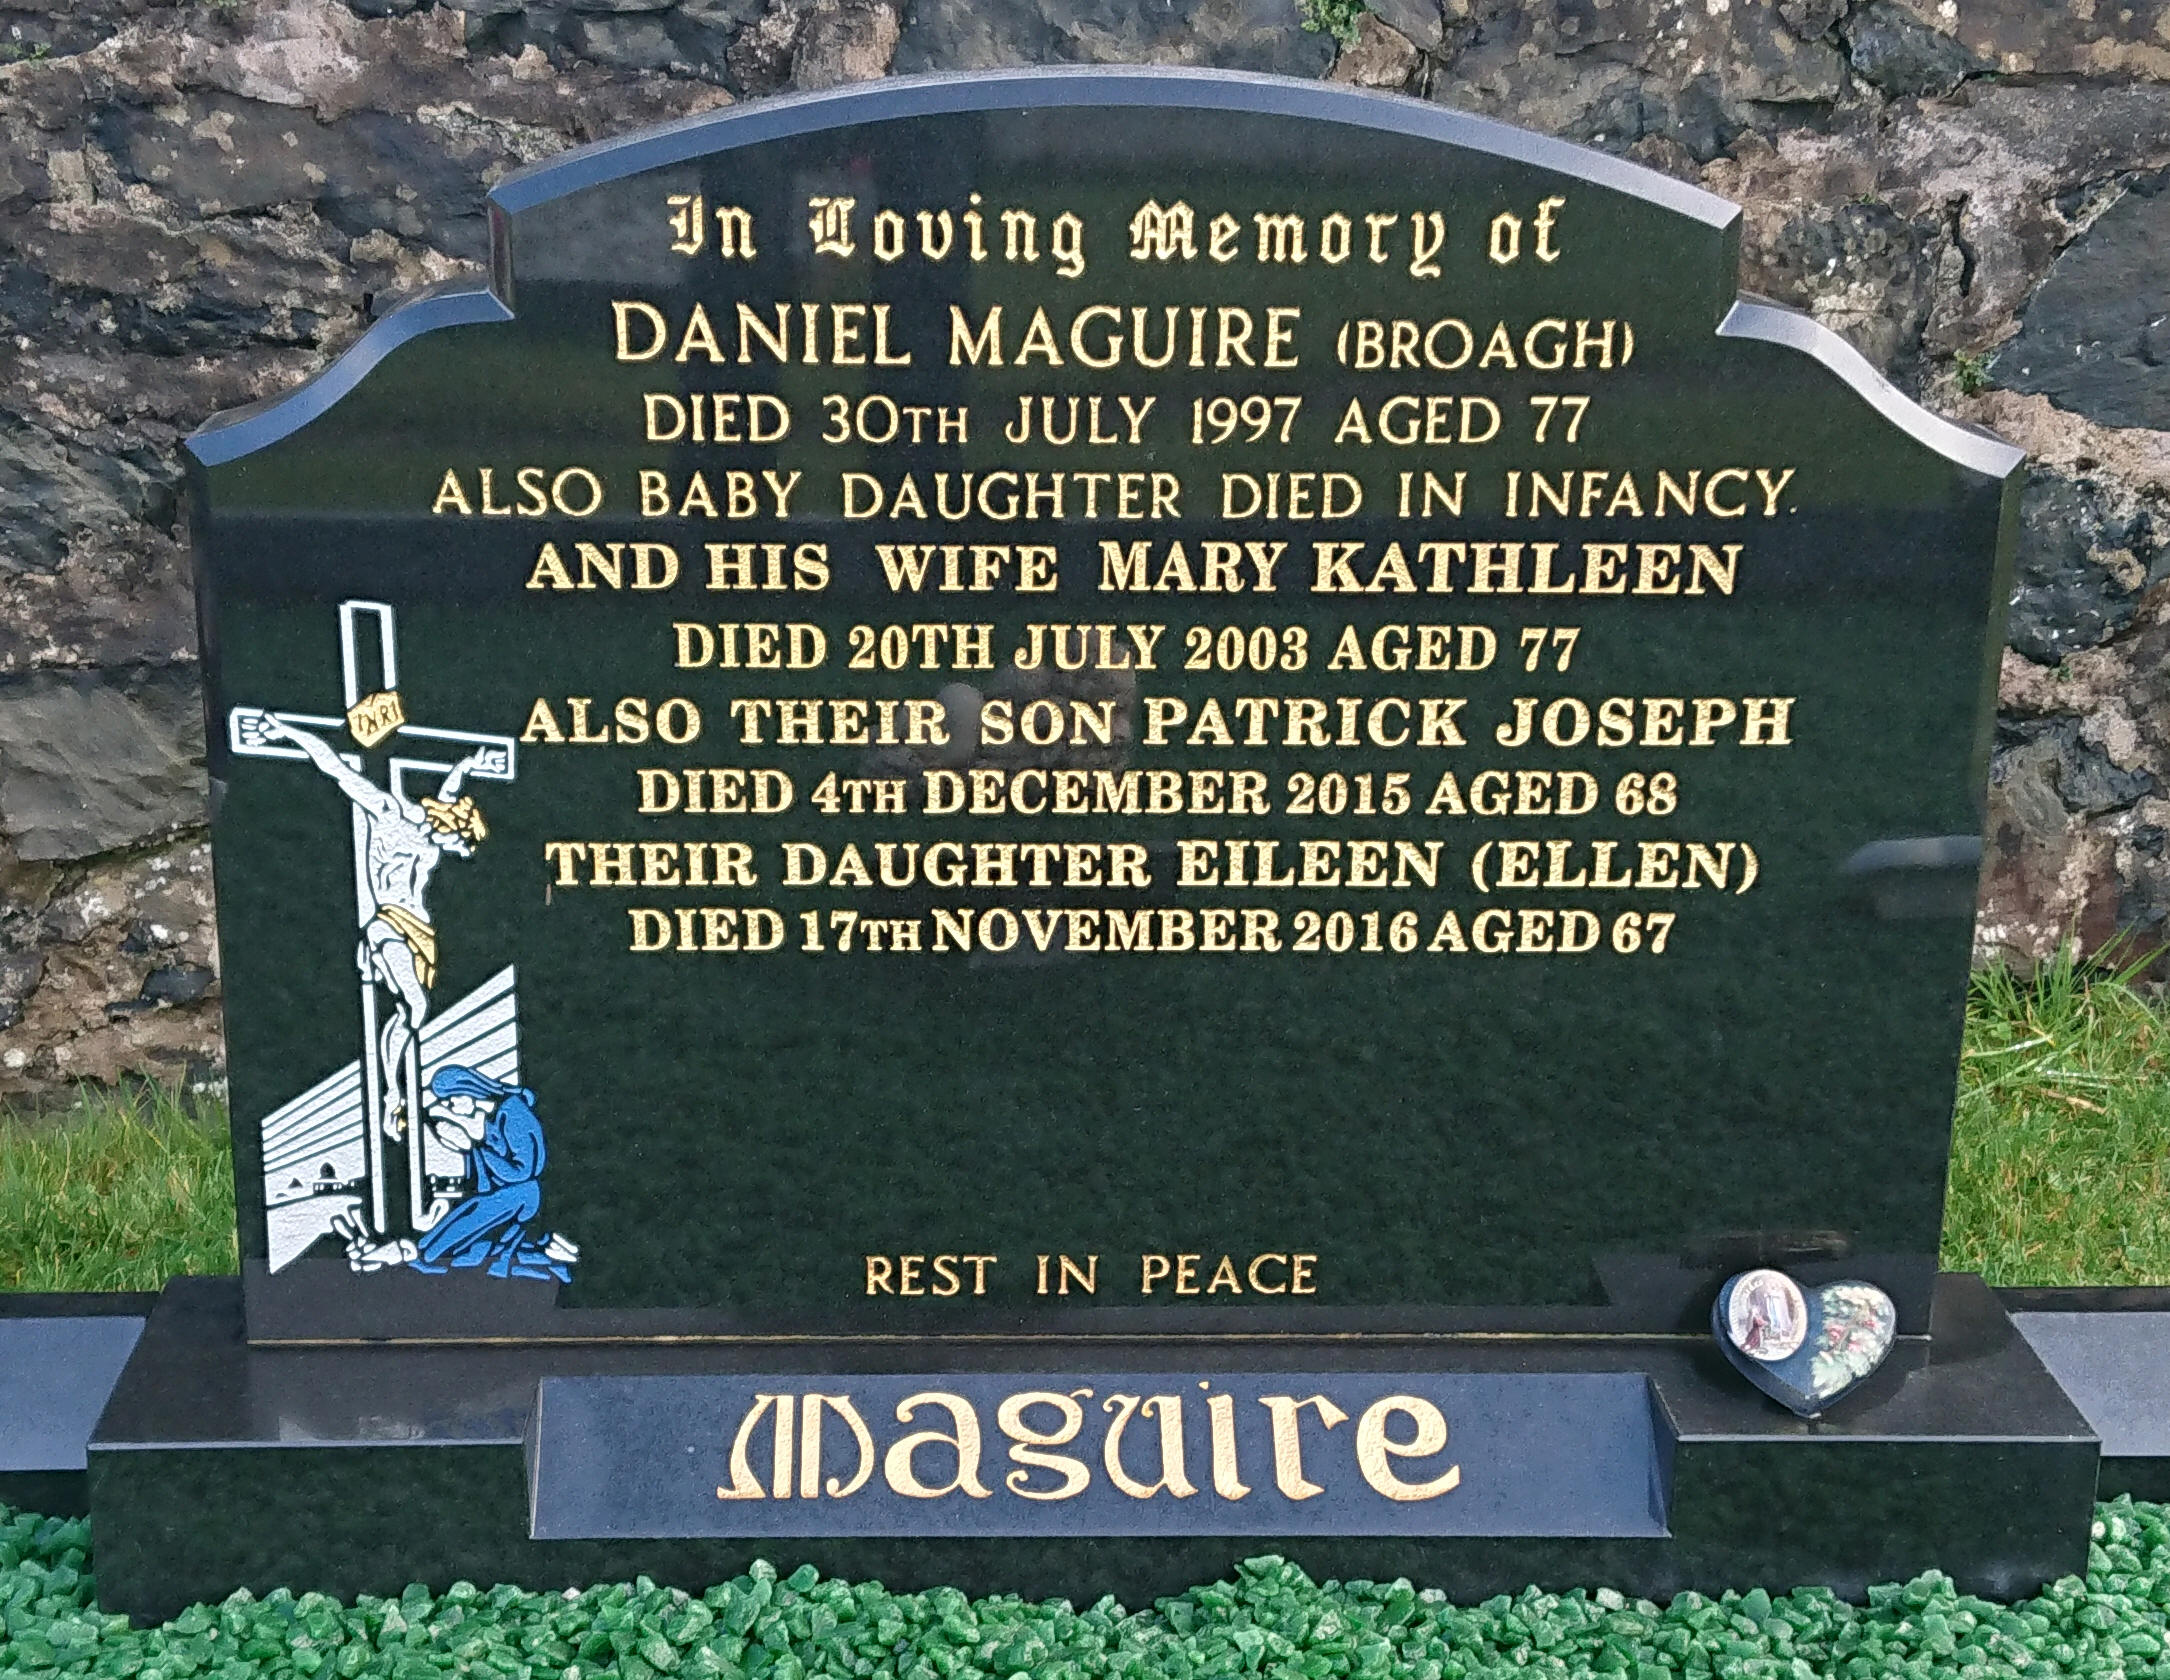 In Loving Memory of
DANIEL MAGUIRE (BROAGH)
DIED 30TH JULY 1997 AGED 77
ALSO BABY DAUGHTER DIED IN INFANCY.
AND HIS WIFE MARY KATHLEEN
DIED 20TH JULY 2003 AGED 77
ALSO THEIR SON PATRICK JOSEPH
DIED 4TH DECEMBER 2015 AGED 68
THEIR DAUGHTER EILEEN (ELLEN)
DIED 17TH NOVEMBER 2016 AGED 67
INRI
REST IN PEACE
Maguire